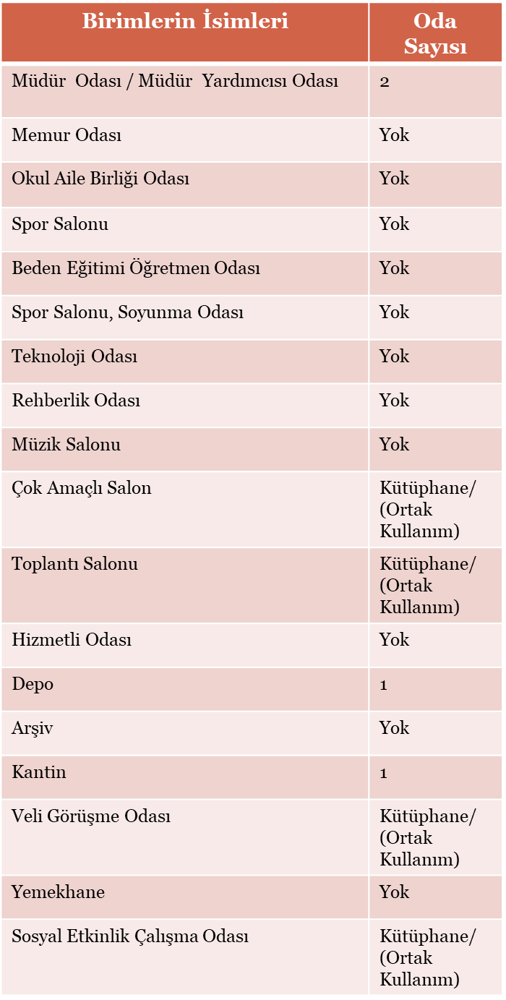 Birimlerin İsimleri
Oda
Sayısı
Müdür  Odası / Müdür  Yardımcısı Odası
2
Memur Odası
Yok
Okul Aile Birliği Odası
Yok
Spor Salonu
Yok
Beden Eğitimi Öğretmen Odası
Yok
Spor Salonu, Soyunma Odası
Yok
Teknoloji Odası
Yok
Rehberlik Odası
Yok
Müzik Salonu
Yok
Çok Amaçlı Salon
Kütüphane/
(Ortak
Kullanım)
Toplantı Salonu
Kütüphane/
(Ortak
Kullanım)
Hizmetli Odası
Yok
Depo
1
Arşiv
Yok
Kantin
1
Veli Görüşme Odası
Kütüphane/
(Ortak
Kullanım)
Yemekhane
Yok
Sosyal Etkinlik Çalışma Odası
Kütüphane/
(Ortak
Kullanım)